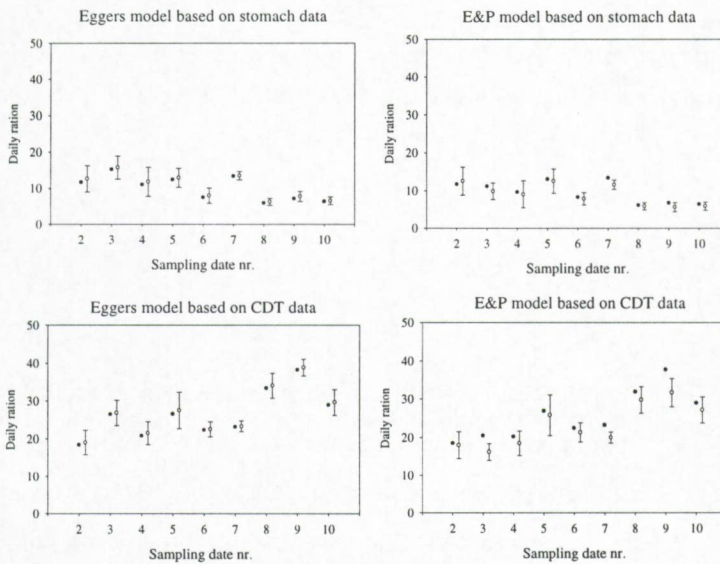 Eggers model based on stomach data
50
40
30
20
10
0
Daily ration
2 3 4 5 6 7 8 9 10
Sampling date nr.
E&P model based on stomach data
50
40
30
20
10
0
Daily ration
2 3 4 5 6 7 8 9 10
Sampling date nr.
Eggers model based on CDT data
50
40
30
20
10
0
Daily ration
2 3 4 5 6 7 8 9 10
Sampling date nr.
E&P model based on CDT data
50
40
30
20
10
0
Daily ration
2 3 4 5 6 7 8 9 10
Sampling date nr.